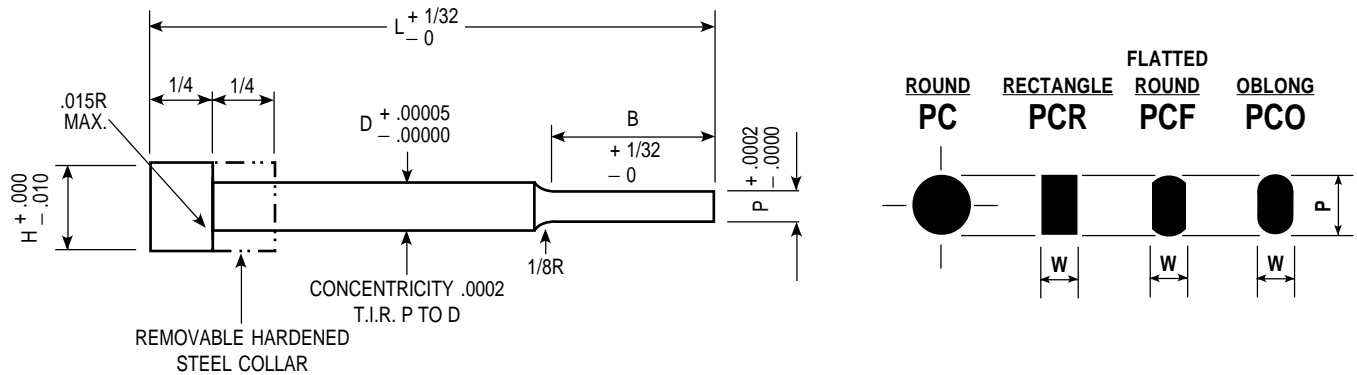 L + 1/32
– 0
1/4
1/4
.015R
MAX.
D + .00005
– .00000
B
+ 1/32
– 0
P + .0002
– .0000
H + .000
– .010
1/8R
CONCENTRICITY .0002
T.I.R. P TO D
REMOVABLE HARDENED
STEEL COLLAR
ROUND
PC
RECTANGLE
PCR
FLATTED
ROUND
PCF
OBLONG
PCO
P
W
W
W